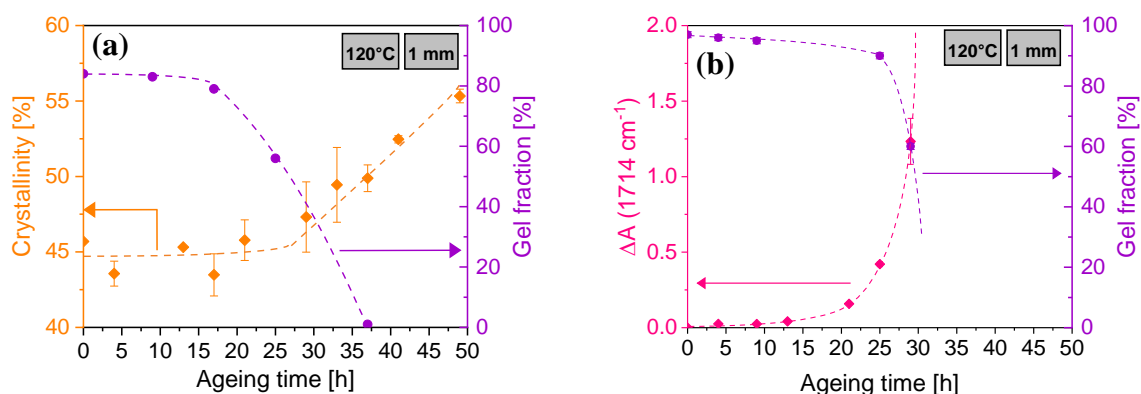 (a)
120°C 1 mm
Crystallinity [%]
60
55
50
45
40
Gel fraction [%]
100
80
60
40
20
0
0 5 10 15 20 25 30 35 40 45 50
Ageing time [h]
(b)
120°C 1 mm
ΔA (1714 cm-1)
2.0
1.5
1.0
0.5
0.0
Gel fraction [%]
100
80
60
40
20
0
0 5 10 15 20 25 30 35 40 45 50
Ageing time [h]